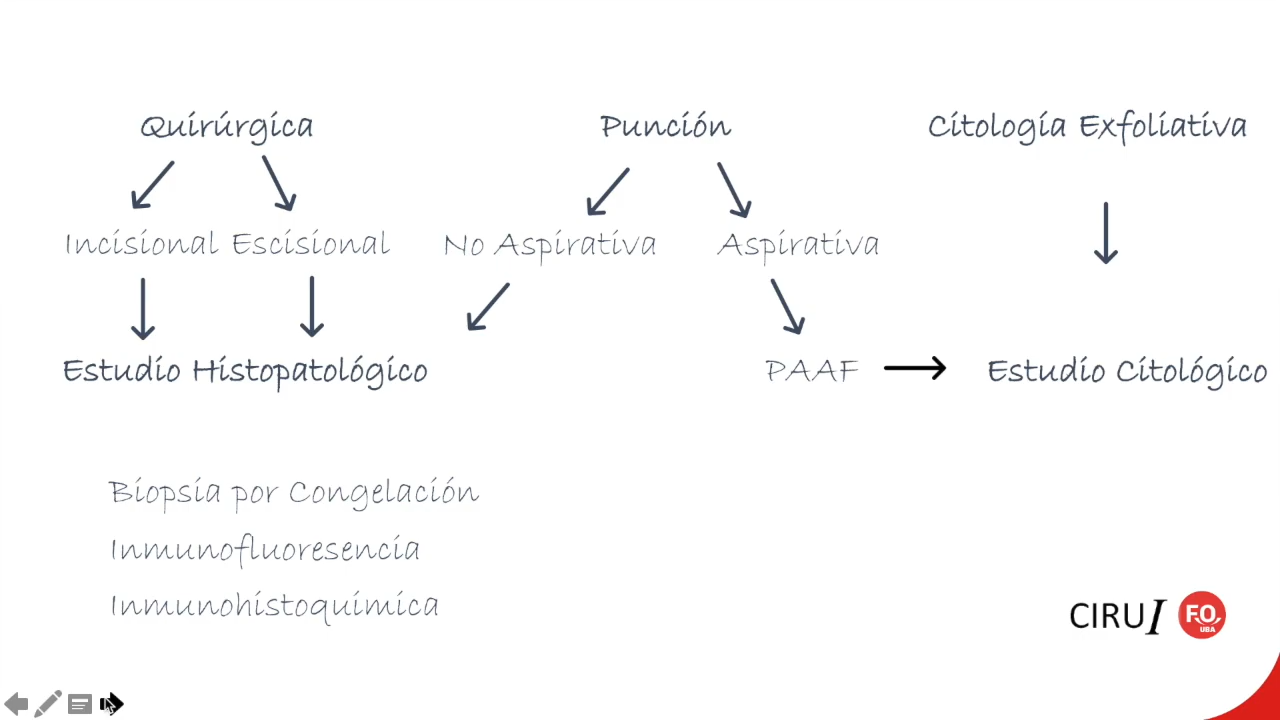 Quirúrgica Punción Citología Exfoliativa
Incisional Escisional No Aspirativa Aspirativa
Estudio Histopatológico PAAF Estudio Citológico
Biopsia por Congelación
Inmunofluoresencia
Inmunohistoquimica
CIRU I F.O. UBA